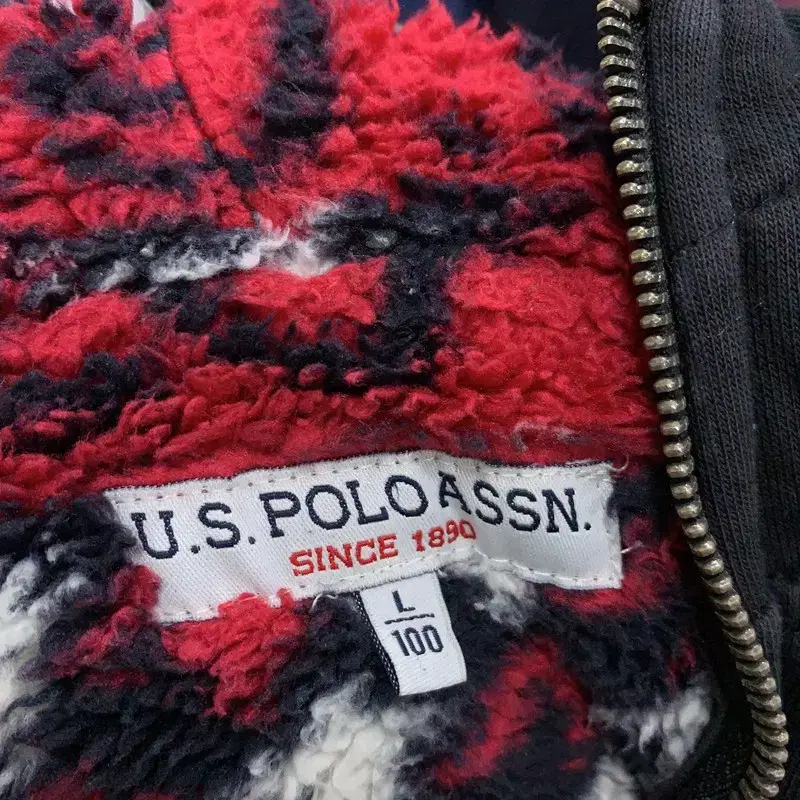 U.S. POLO ASSN.
SINCE 1890
L
100